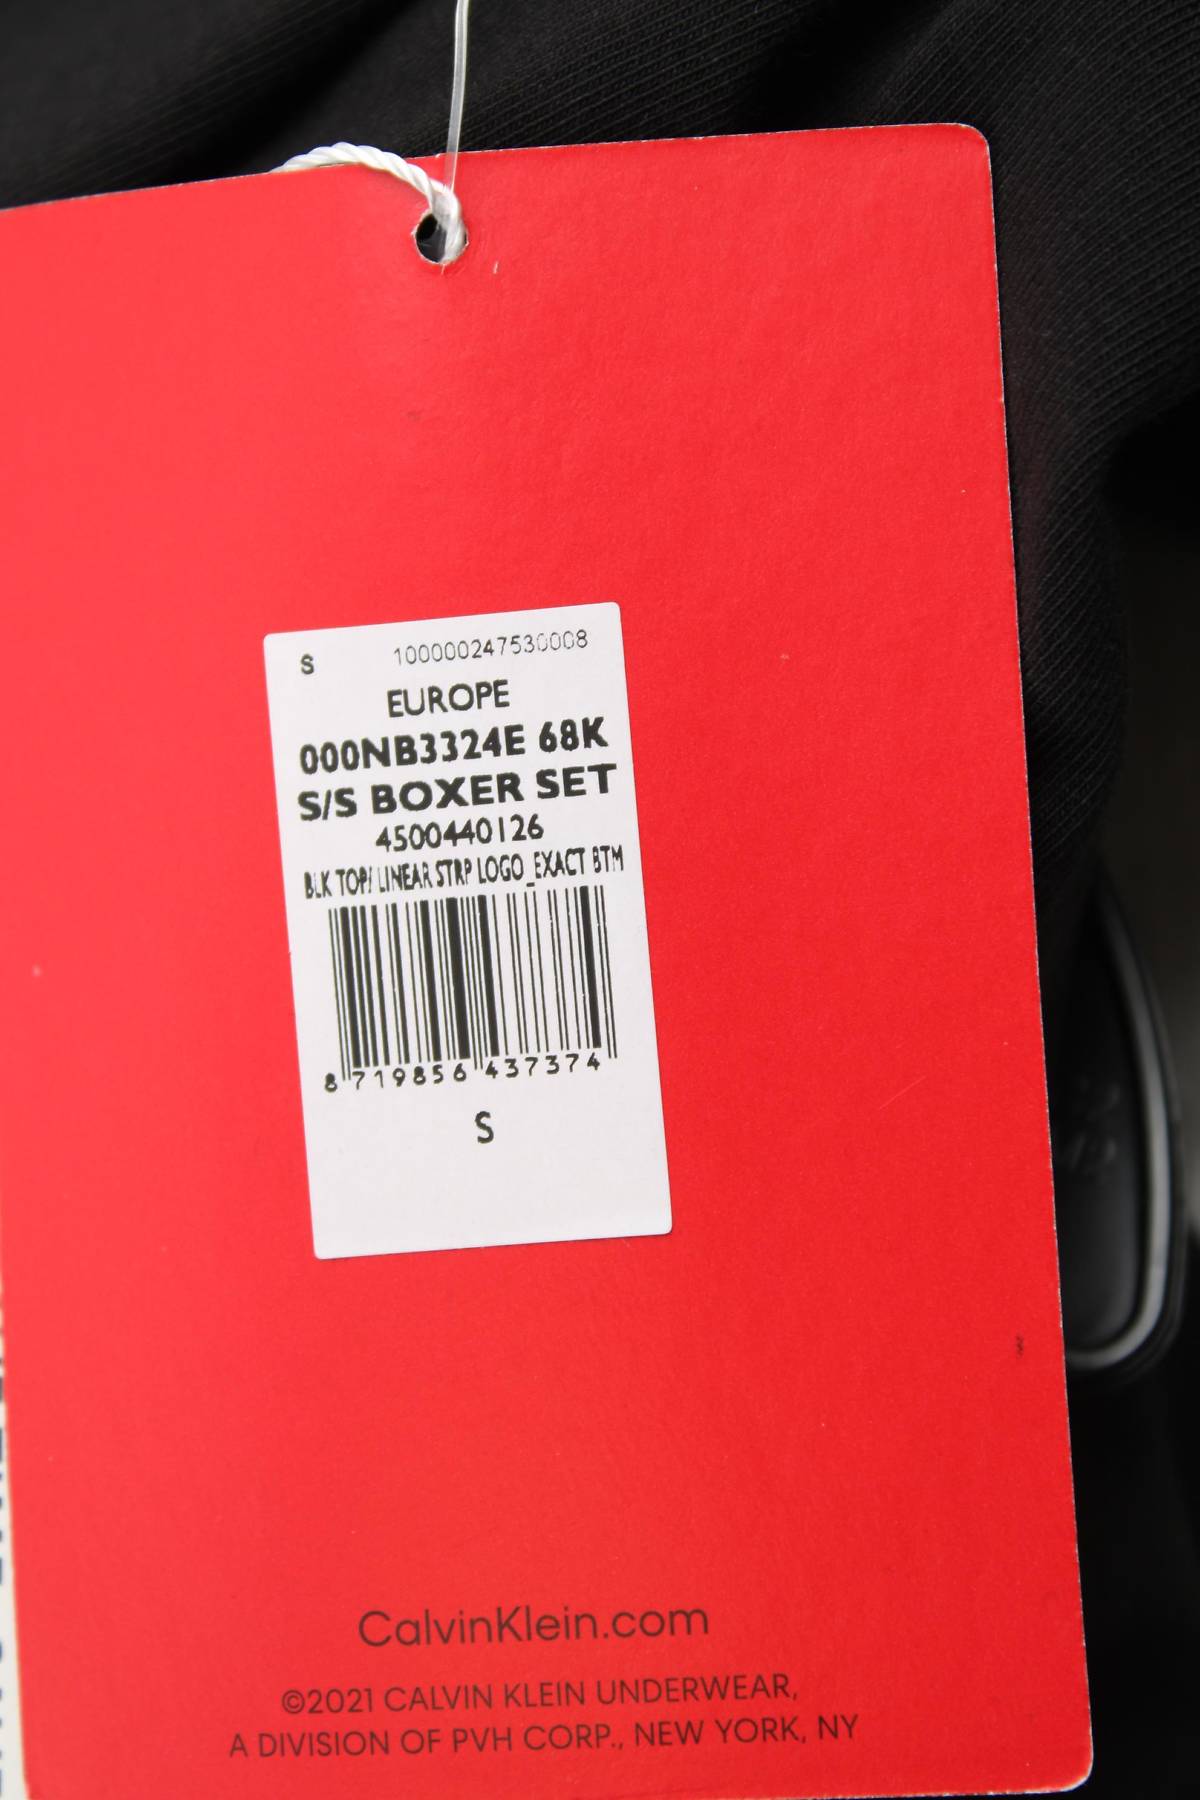 S 100000247530008
EUROPE
000NB3324E 68K
S/S BOXER SET
4500440126
BLK TOP/ LINEAR STRP LOGO_EXACT BTM
8 719856 437374
S
CalvinKlein.com
©2021 CALVIN KLEIN UNDERWEAR,
A DIVISION OF PVH CORP., NEW YORK, NY